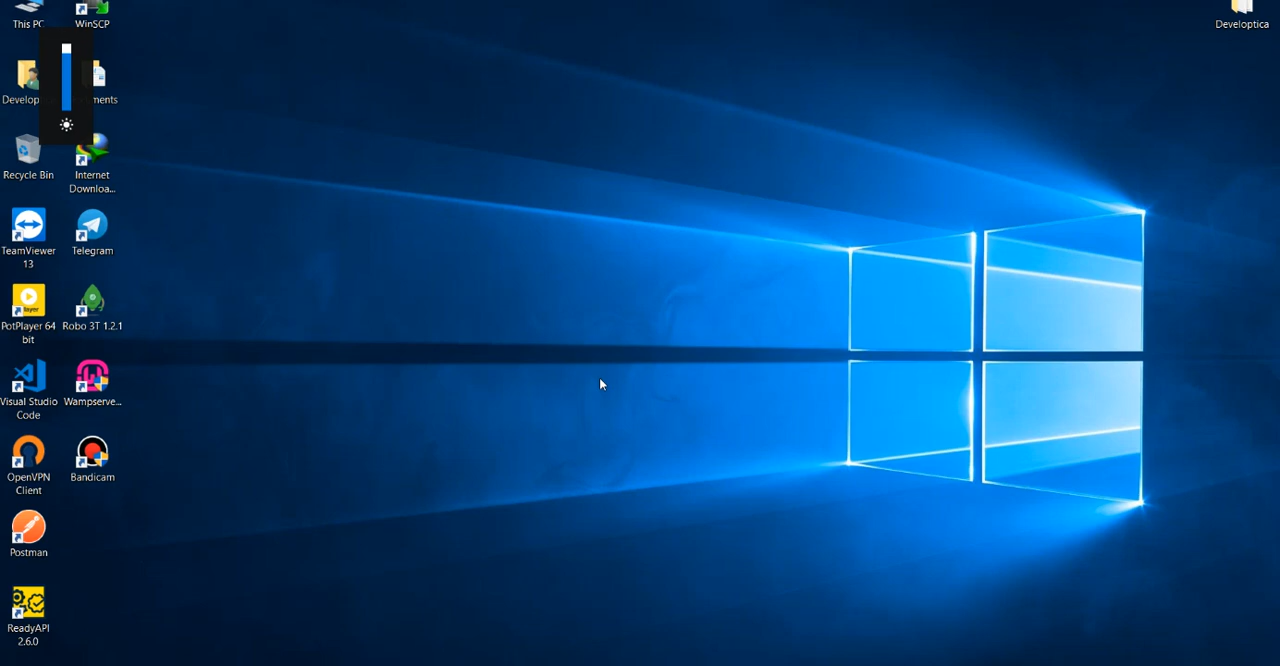 This PC
WinSCP
Developtica
Develop
ments
Recycle Bin
Internet
Downloa...
TeamViewer
13
Telegram
PotPlayer 64
bit
Robo 3T 1.2.1
Visual Studio
Code
Wampserve...
OpenVPN
Client
Bandicam
Postman
ReadyAPI
2.6.0